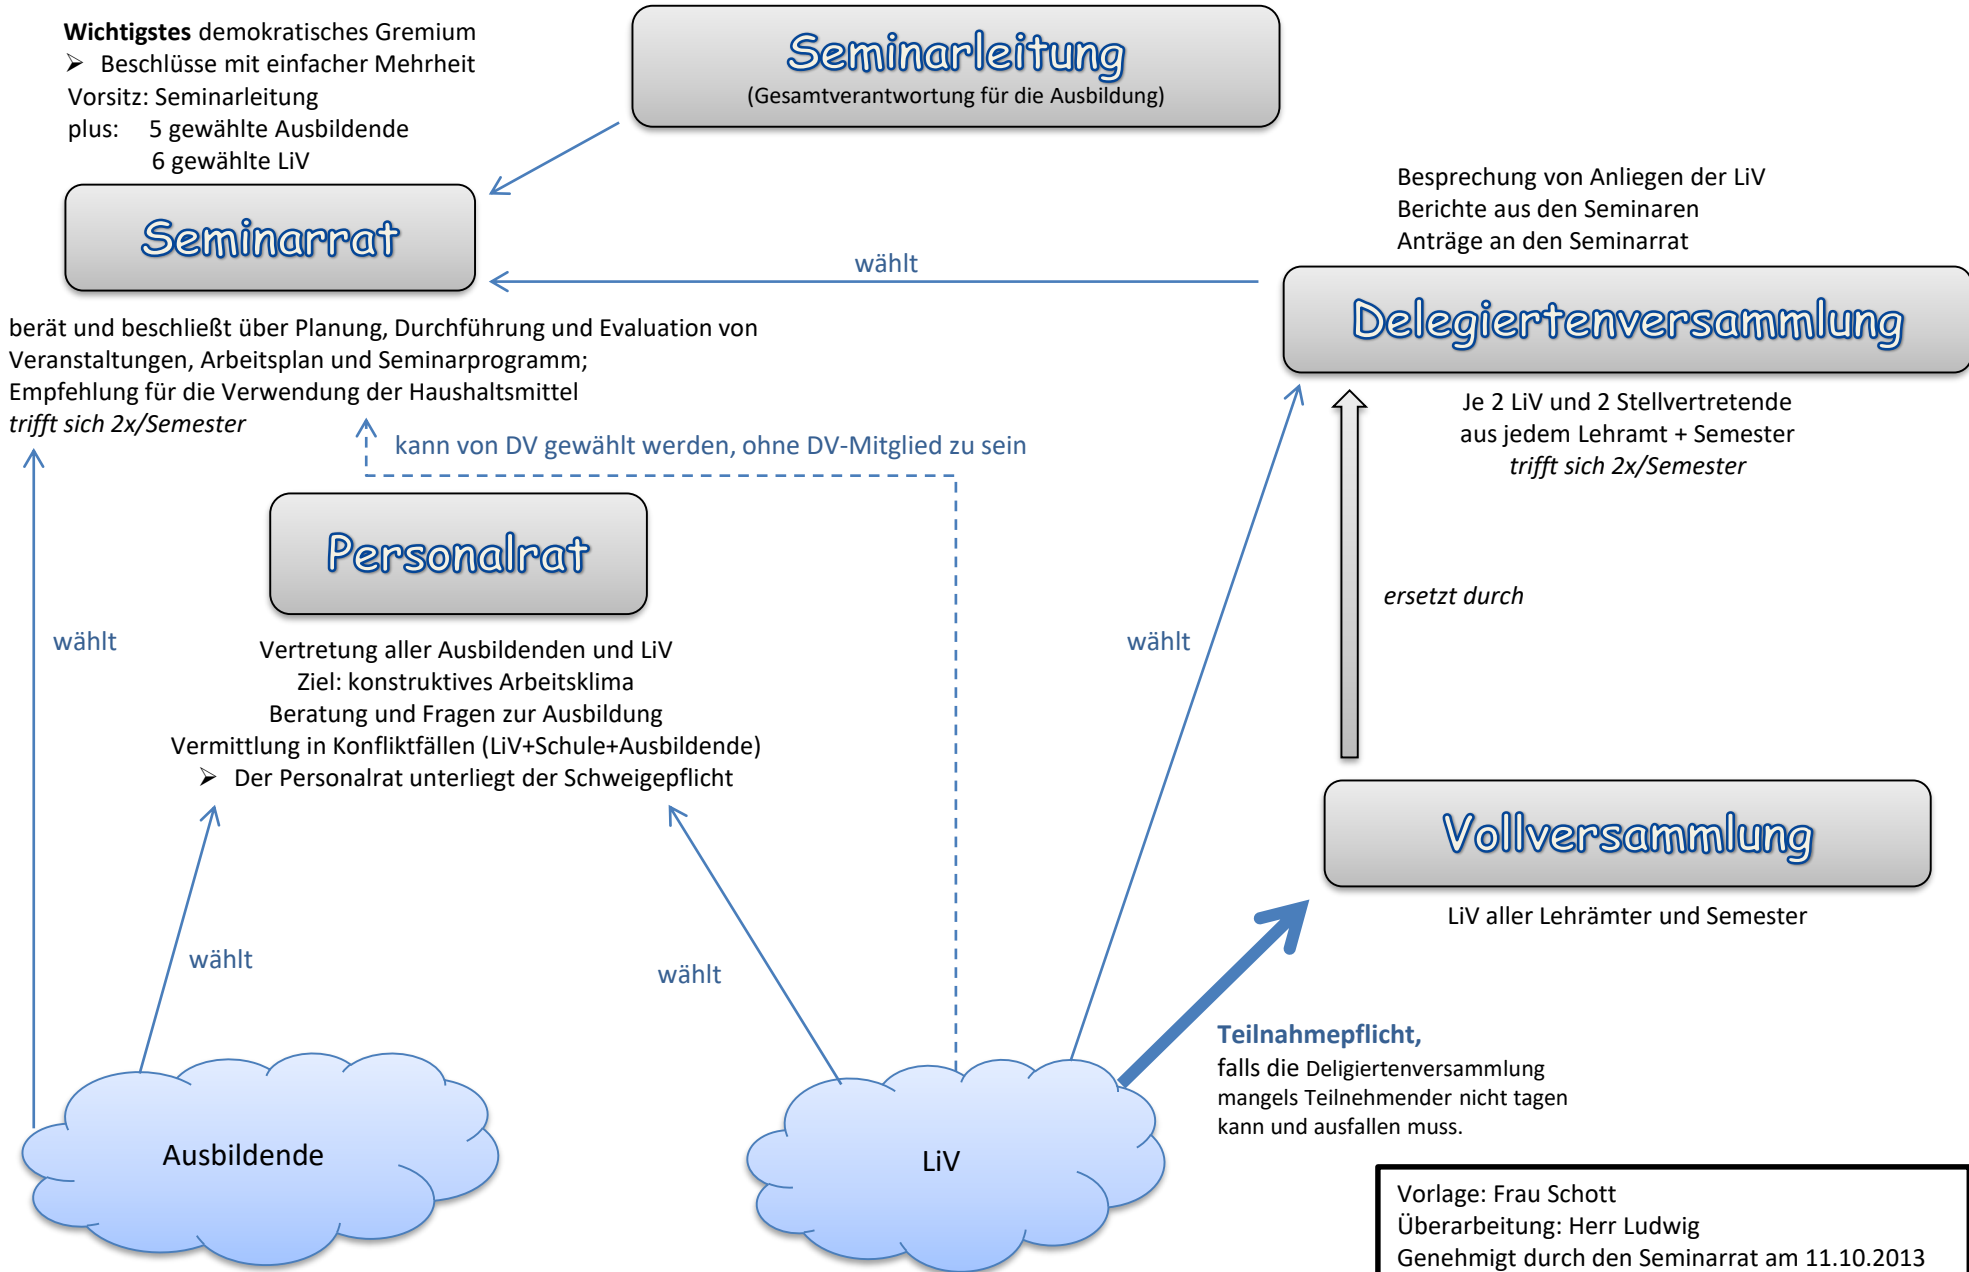 Wichtigstes demokratisches Gremium
➢ Beschlüsse mit einfacher Mehrheit
Vorsitz: Seminarleitung
plus: 5 gewählte Ausbildende
6 gewählte LiV
Seminarleitung
(Gesamtverantwortung für die Ausbildung)
Seminarrat
Besprechung von Anliegen der LiV
Berichte aus den Seminaren
Anträge an den Seminarrat
wählt
Delegiertenversammlung
berät und beschließt über Planung, Durchführung und Evaluation von
Veranstaltungen, Arbeitsplan und Seminarprogramm;
Empfehlung für die Verwendung der Haushaltsmittel
trifft sich 2x/Semester
Je 2 LiV und 2 Stellvertretende
aus jedem Lehramt + Semester
trifft sich 2x/Semester
kann von DV gewählt werden, ohne DV-Mitglied zu sein
Personalrat
ersetzt durch
wählt
wählt
Vertretung aller Ausbildenden und LiV
Ziel: konstruktives Arbeitsklima
Beratung und Fragen zur Ausbildung
Vermittlung in Konfliktfällen (LiV+Schule+Ausbildende)
➢ Der Personalrat unterliegt der Schweigepflicht
Vollversammlung
LiV aller Lehrämter und Semester
wählt
wählt
Teilnahmepflicht,
falls die Deligiertenversammlung
mangels Teilnehmender nicht tagen
kann und ausfallen muss.
Ausbildende
LiV
Vorlage: Frau Schott
Überarbeitung: Herr Ludwig
Genehmigt durch den Seminarrat am 11.10.2013